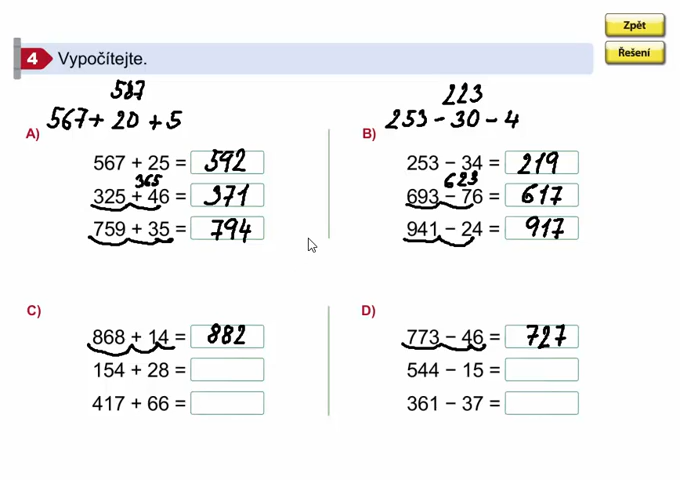 Zpět
Řešení
4 Vypočítejte.
587
567 + 20 + 5
A)
567 + 25 = 592
365
325 + 46 = 371
759 + 35 = 794
223
253 - 30 - 4
B)
253 − 34 = 219
623
693 − 76 = 617
941 − 24 = 917
C)
868 + 14 = 882
154 + 28 =
417 + 66 =
D)
773 − 46 = 727
544 − 15 =
361 − 37 =